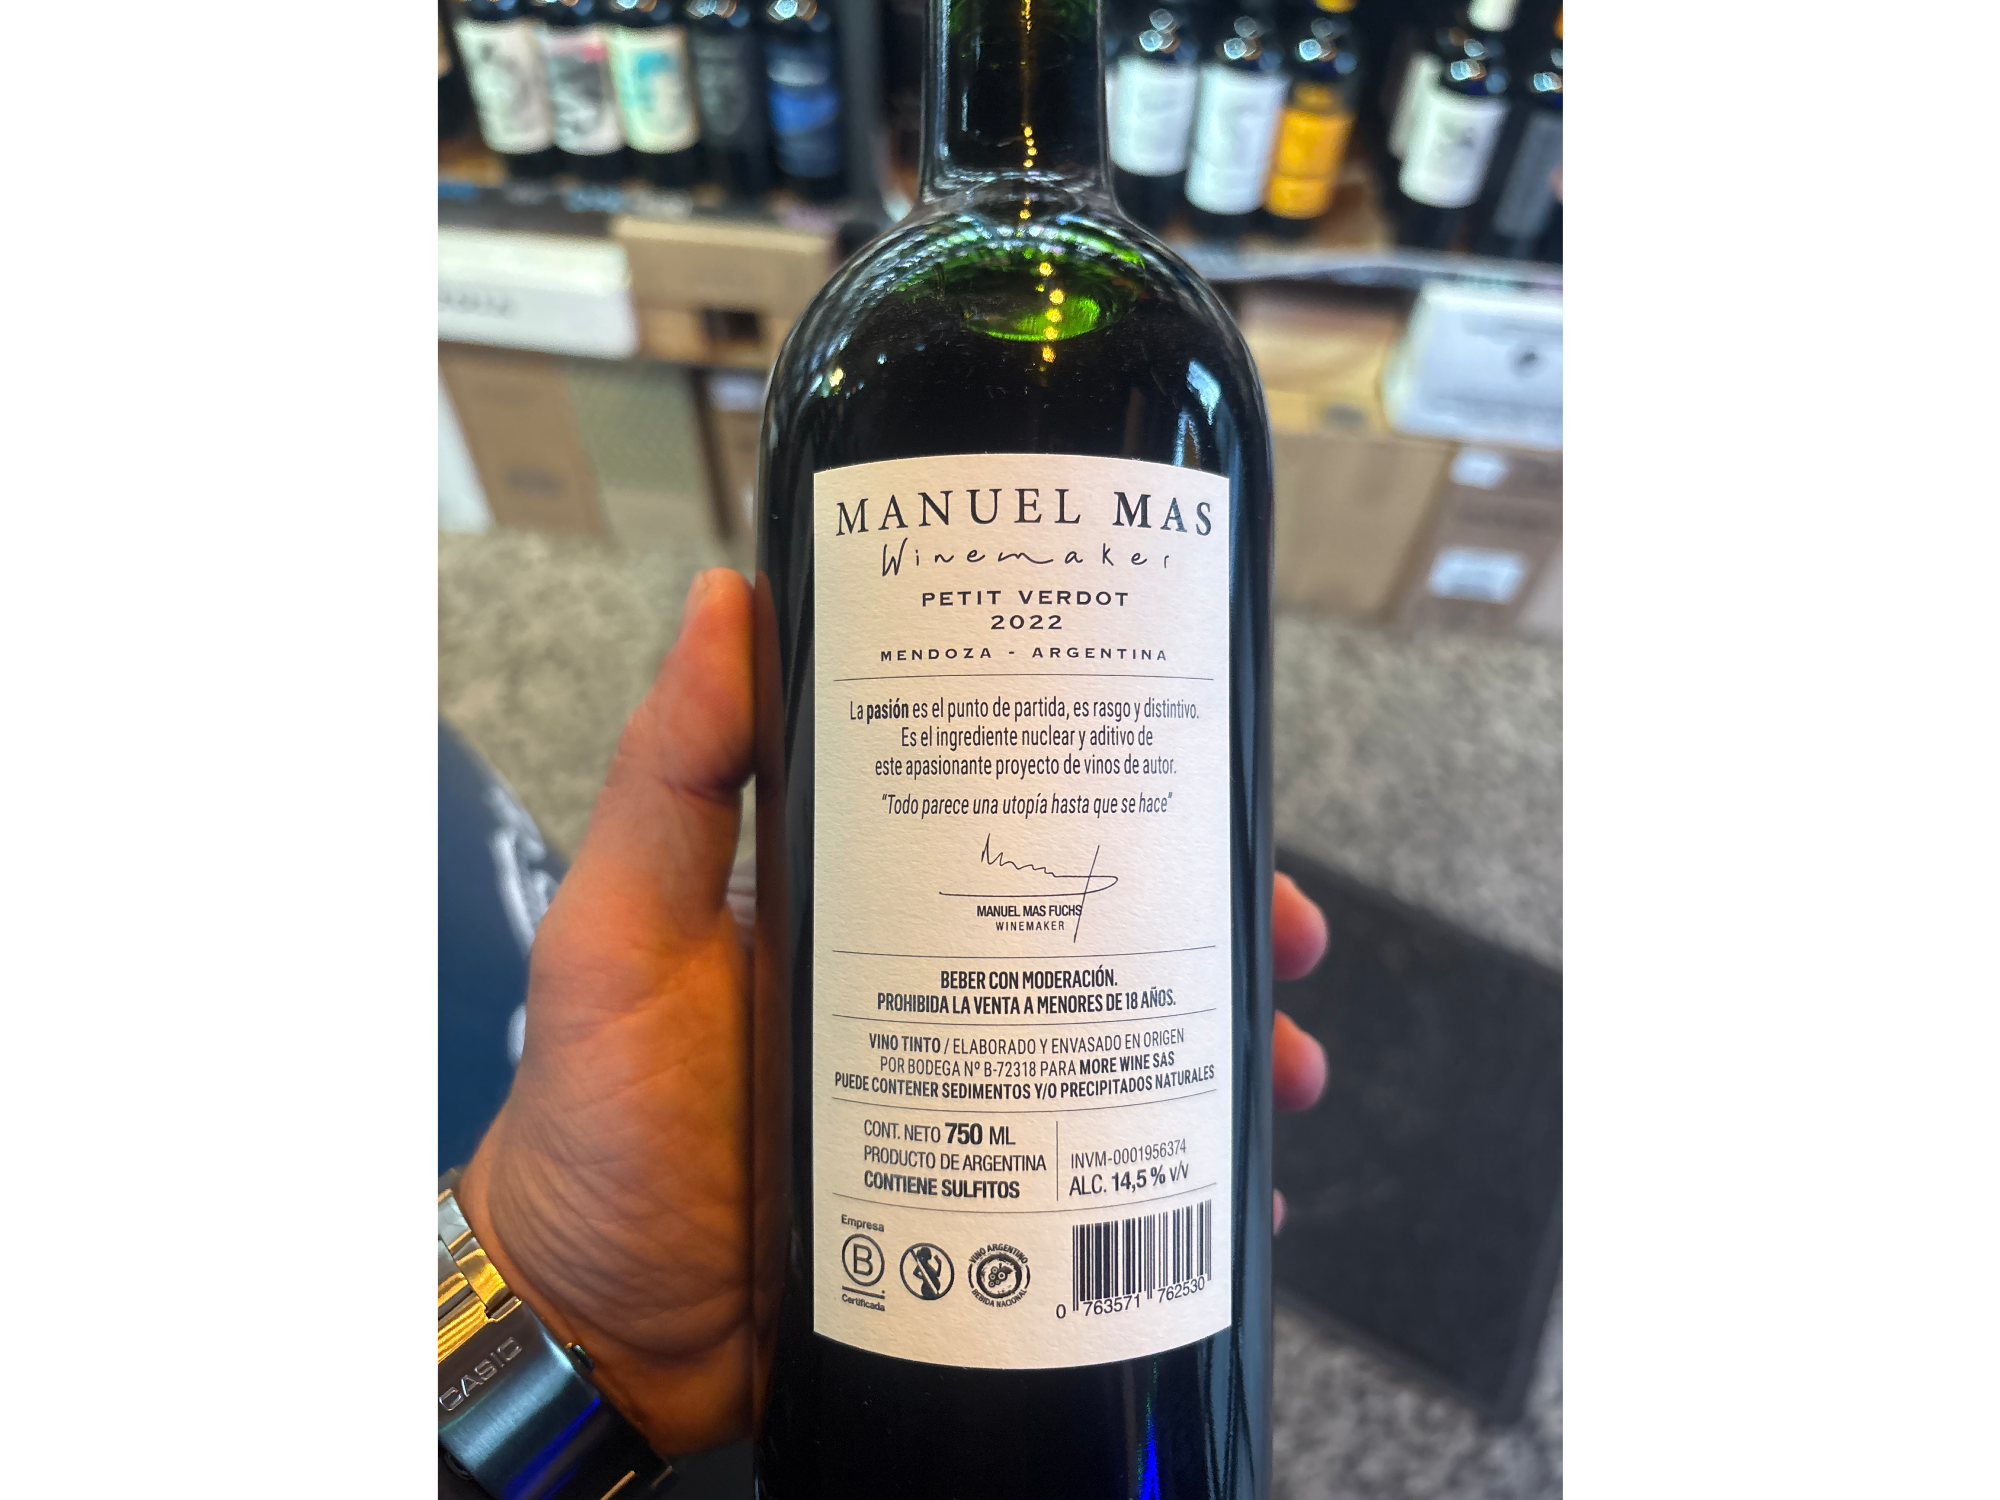 MANUEL MAS
Winemaker
PETIT VERDOT
2022
MENDOZA - ARGENTINA
La pasión es el punto de partida, es rasgo y distintivo.
Es el ingrediente nuclear y aditivo de
este apasionante proyecto de vinos de autor.
"Todo parece una utopía hasta que se hace"
MANUEL MAS FUCHS
WINEMAKER
BEBER CON MODERACIÓN.
PROHIBIDA LA VENTA A MENORES DE 18 AÑOS.
VINO TINTO / ELABORADO Y ENVASADO EN ORIGEN
POR BODEGA Nº B-72318 PARA MORE WINE SAS
PUEDE CONTENER SEDIMENTOS Y/O PRECIPITADOS NATURALES
CONT. NETO 750 ML
PRODUCTO DE ARGENTINA
CONTIENE SULFITOS
INVM-0001956374
ALC. 14,5 % v/v
Empresa
B
Certificada
VINO ARGENTINO
BEBIDA NACIONAL
0 763571 762530
CASIO